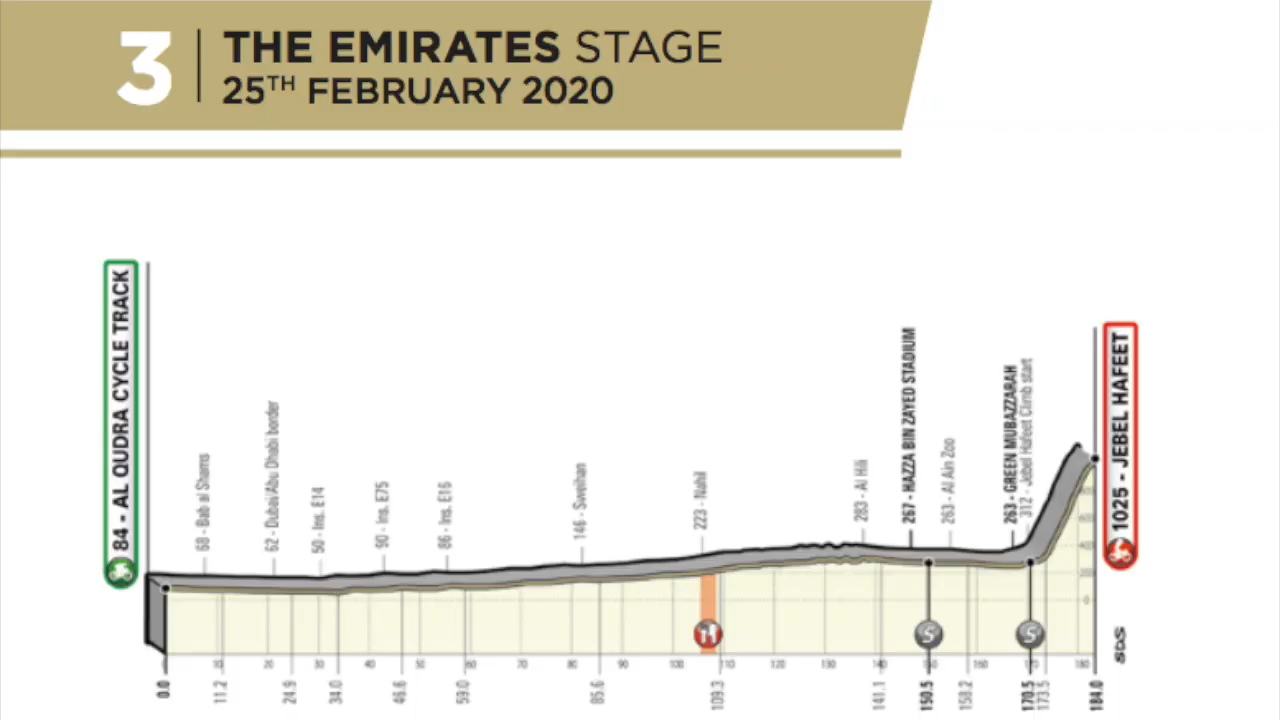 3
THE EMIRATES STAGE
25TH FEBRUARY 2020
84 - AL QUDRA CYCLE TRACK
68 - Bab al Shams
62 - Dubai/Abu Dhabi border
50 - Ins. E14
90 - Ins. E75
86 - Ins. E16
146 - Sweihan
223 - Nahil
283 - Al Hili
267 - HAZZA BIN ZAYED STADIUM
263 - Al Ain Zoo
263 - GREEN MUBAZZARAH
312 - Jebel Hafeet Climb start
1025 - JEBEL HAFEET
600
400
200
0
S
S
sds
10
20
30
40
50
60
70
80
90
100
110
120
130
140
160
180
0.0
11.2
24.9
34.0
46.6
59.0
85.6
109.3
141.1
150.5
158.2
170.5
173.5
184.0